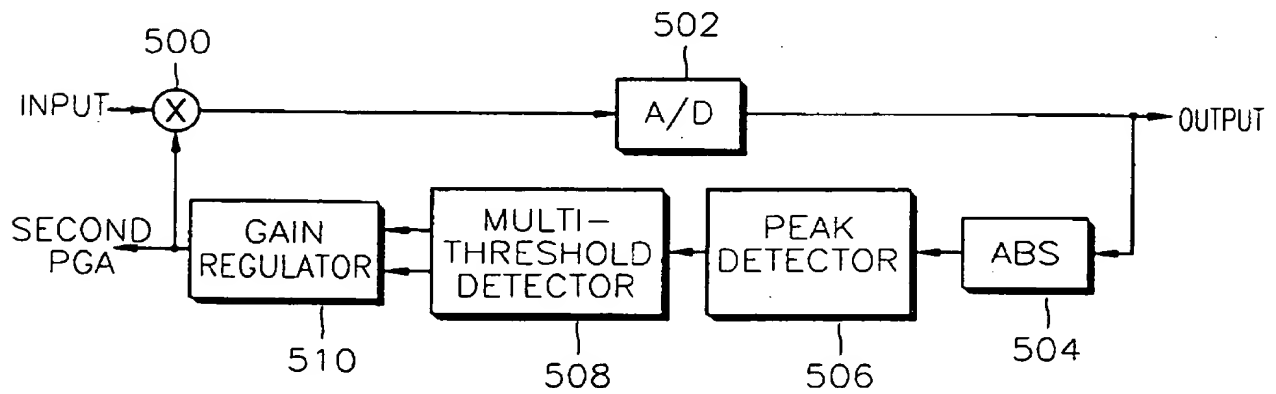 500
502
INPUT
X
A/D
OUTPUT
SECOND
PGA
GAIN
REGULATOR
MULTI-
THRESHOLD
DETECTOR
PEAK
DETECTOR
ABS
510
508
506
504